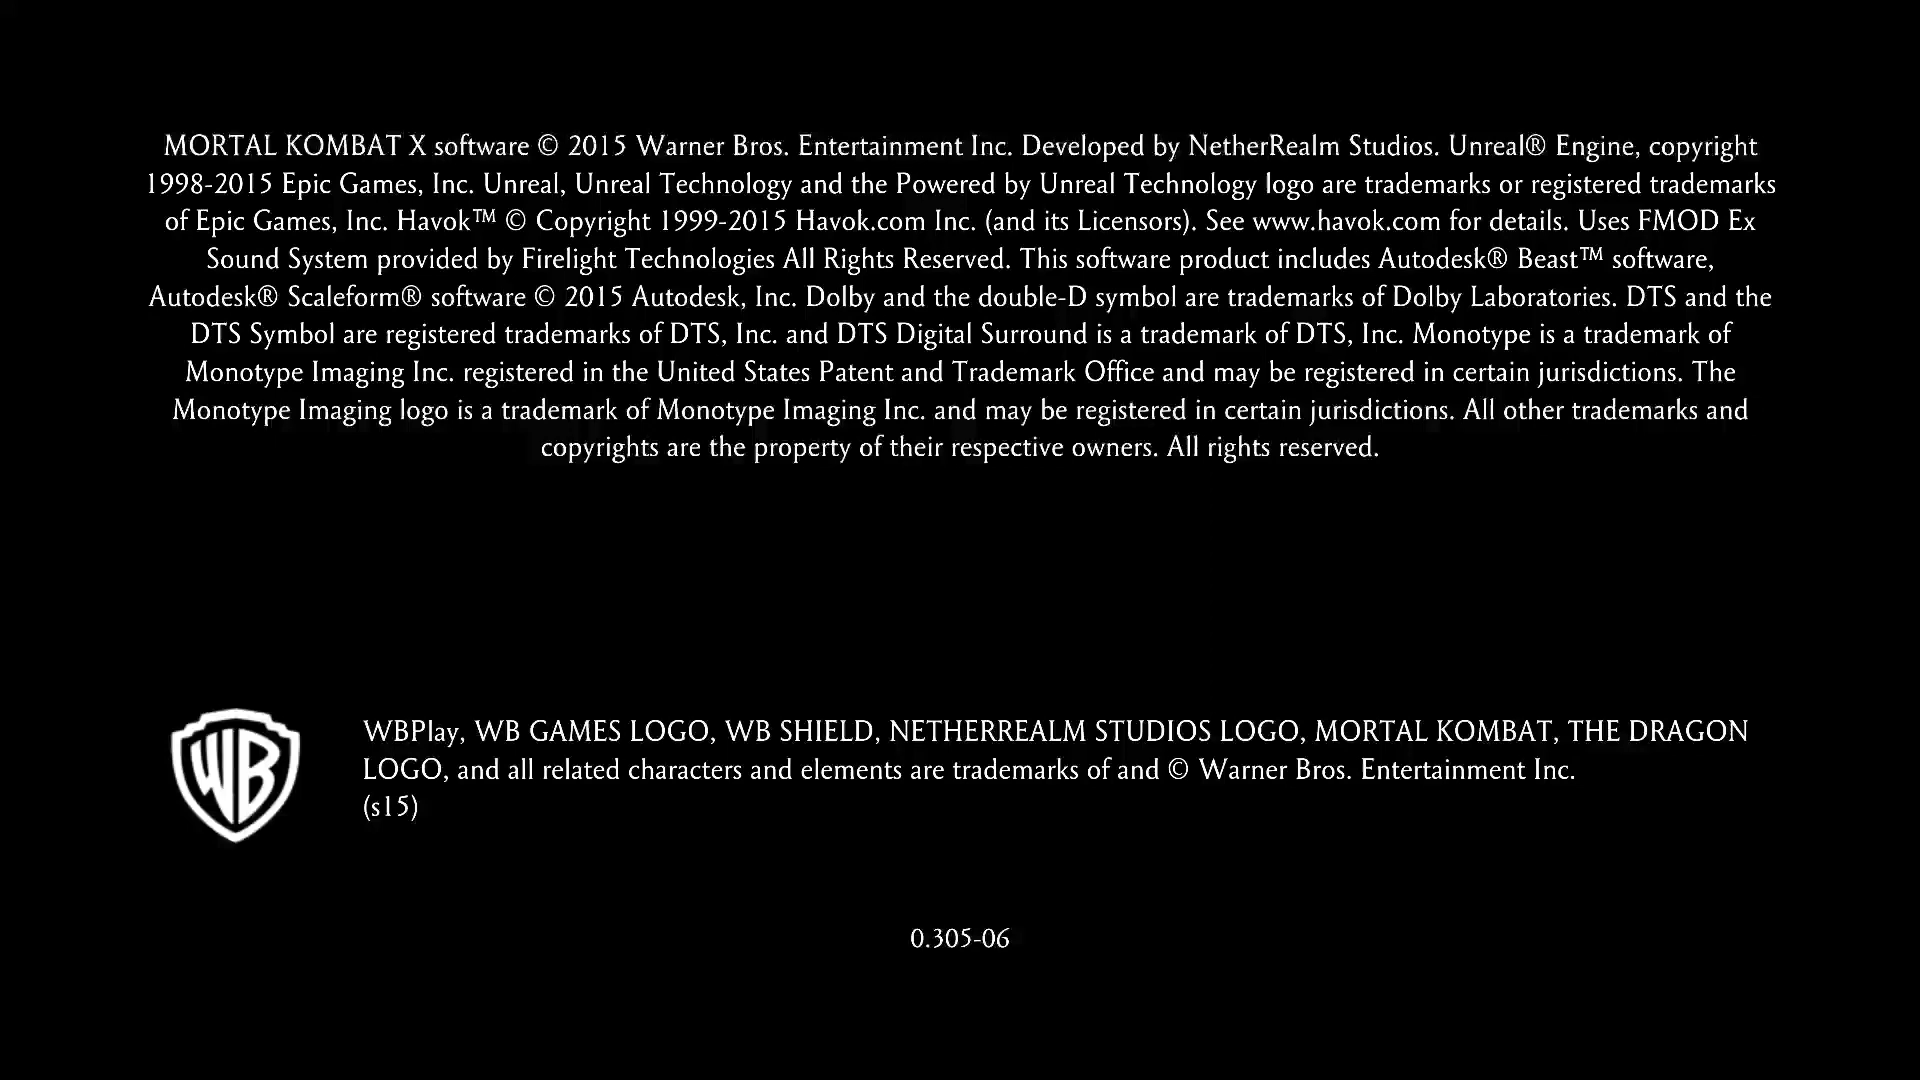 MORTAL KOMBAT X software © 2015 Warner Bros. Entertainment Inc. Developed by NetherRealm Studios. Unreal® Engine, copyright
1998-2015 Epic Games, Inc. Unreal, Unreal Technology and the Powered by Unreal Technology logo are trademarks or registered trademarks
of Epic Games, Inc. Havok™ © Copyright 1999-2015 Havok.com Inc. (and its Licensors). See www.havok.com for details. Uses FMOD Ex
Sound System provided by Firelight Technologies All Rights Reserved. This software product includes Autodesk® Beast™ software,
Autodesk® Scaleform® software © 2015 Autodesk, Inc. Dolby and the double-D symbol are trademarks of Dolby Laboratories. DTS and the
DTS Symbol are registered trademarks of DTS, Inc. and DTS Digital Surround is a trademark of DTS, Inc. Monotype is a trademark of
Monotype Imaging Inc. registered in the United States Patent and Trademark Office and may be registered in certain jurisdictions. The
Monotype Imaging logo is a trademark of Monotype Imaging Inc. and may be registered in certain jurisdictions. All other trademarks and
copyrights are the property of their respective owners. All rights reserved.
WB
WBPlay, WB GAMES LOGO, WB SHIELD, NETHERREALM STUDIOS LOGO, MORTAL KOMBAT, THE DRAGON
LOGO, and all related characters and elements are trademarks of and © Warner Bros. Entertainment Inc.
(s15)
0.305-06